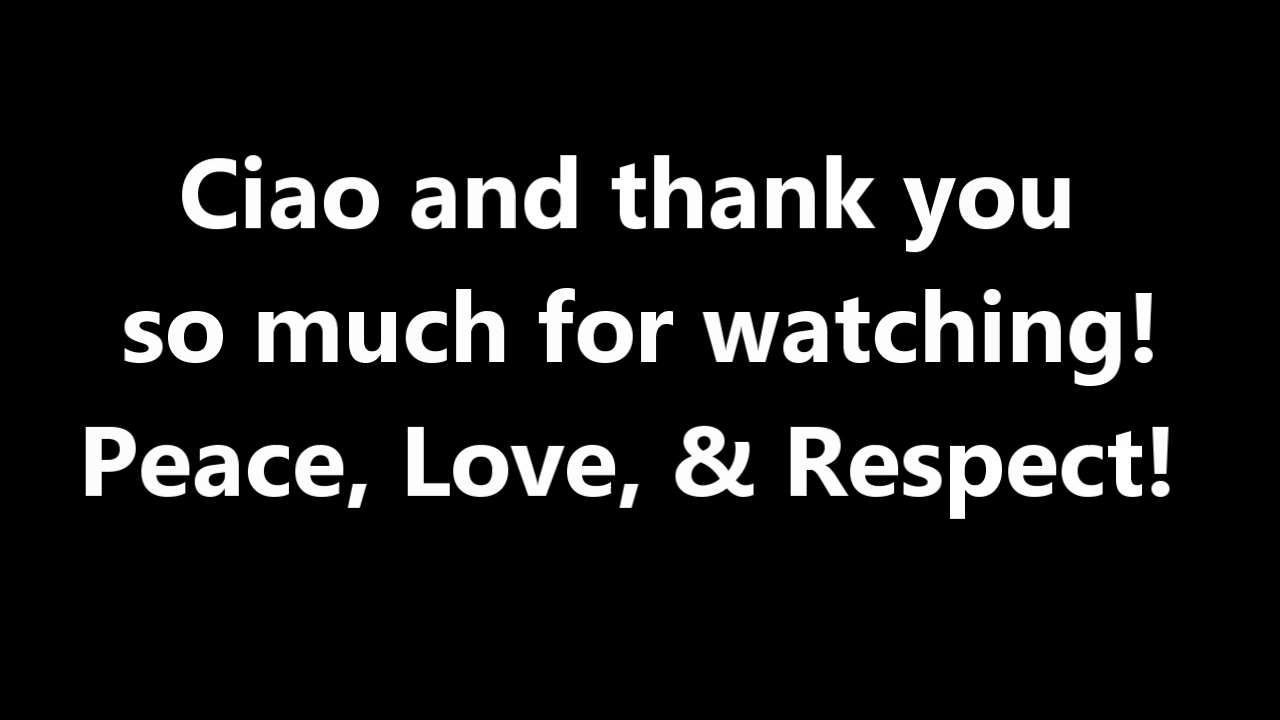 Ciao and thank you
so much for watching!
Peace, Love, & Respect!